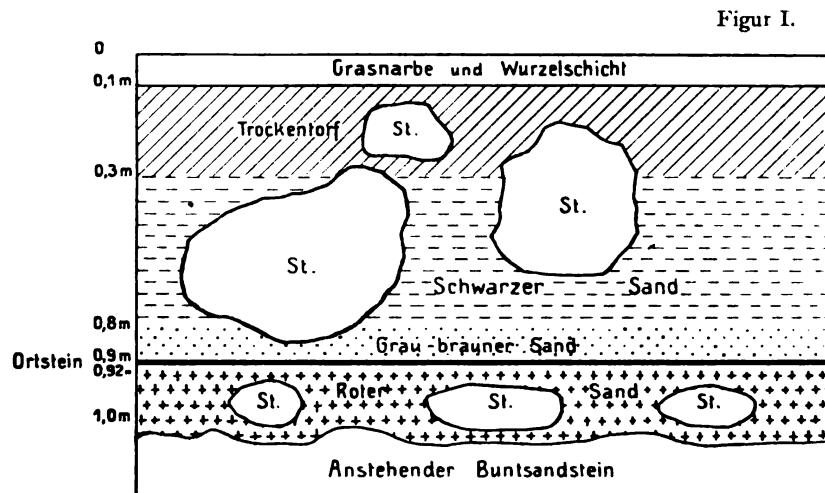 Figur I.
0
Grasnarbe und Wurzelschicht
0,1m
Trockentorf St.
0,3m
St.
St.
Schwarzer Sand
0,8m
Grau-brauner Sand
Ortstein 0,9m
0,92-
St. Roter St. Sand St.
1,0m
Anstehender Buntsandstein